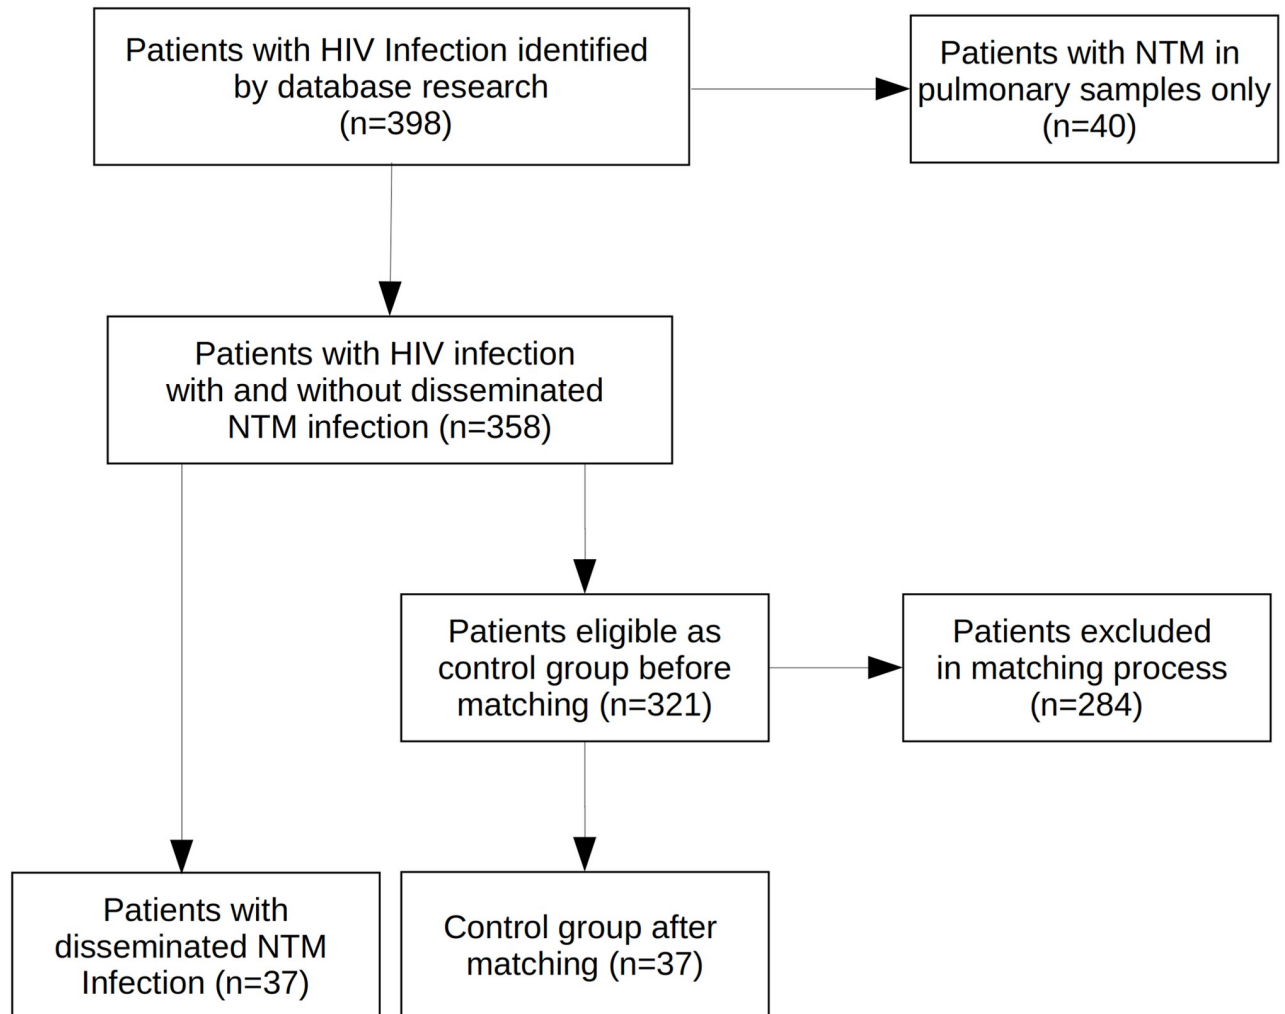 Patients with HIV Infection identified
by database research
(n=398)
Patients with NTM in
pulmonary samples only
(n=40)
Patients with HIV infection
with and without disseminated
NTM infection (n=358)
Patients eligible as
control group before
matching (n=321)
Patients excluded
in matching process
(n=284)
Patients with
disseminated NTM
Infection (n=37)
Control group after
matching (n=37)